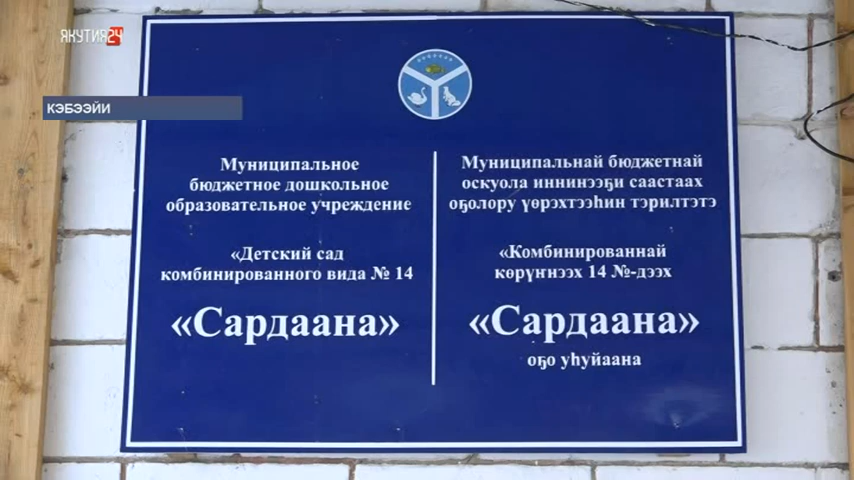 ЯКУТИЯ24
КЭБЭЭЙИ
Муниципальное
бюджетное дошкольное
образовательное учреждение
«Детский сад
комбинированного вида № 14
«Сардаана»
Муниципальнай бюджетнай
оскуола иннинээҕи саастаах
оҕолору үөрэхтээһин тэрилтэтэ
«Комбинированнай
көрүҥнээх 14 №-дээх
«Сардаана»
оҕо уһуйаана